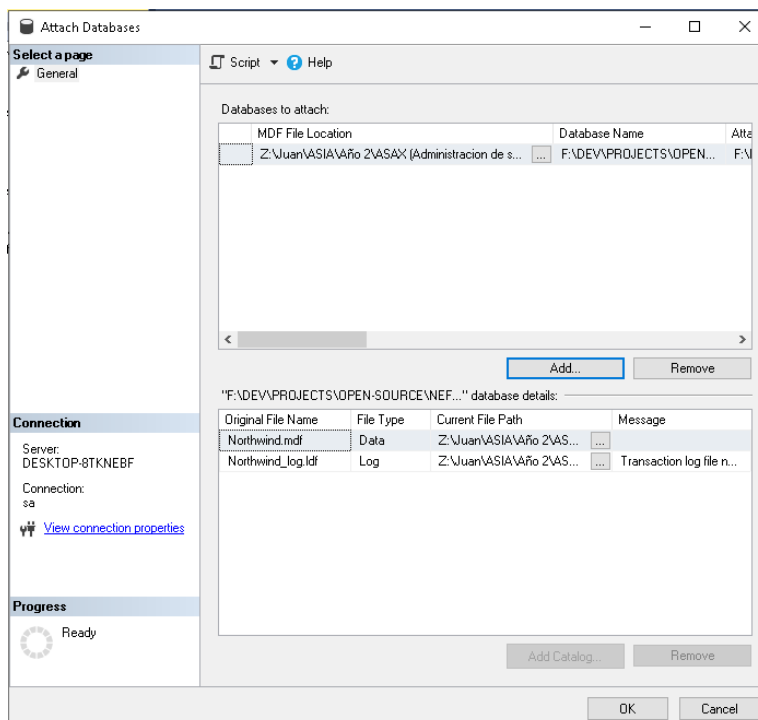 Attach Databases
Select a page
General
Script
Help
Databases to attach:
MDF File Location Database Name Atta
Z:\Juan\ASIA\Año 2\ASAX (Administracion de s... ... F:\DEV\PROJECTS\OPEN...
Add...
Remove
"F:\DEV\PROJECTS\OPEN-SOURCE\NEF..." database details:
Original File Name File Type Current File Path Message
Northwind.mdf Data Z:\Juan\ASIA\Año 2\AS... ...
Northwind_log.ldf Log Z:\Juan\ASIA\Año 2\AS... ... Transaction log file n...
Connection
Server:
DESKTOP-8TKNEBF
Connection:
sa
View connection properties
Progress
Ready
Add Catalog...
Remove
OK
Cancel